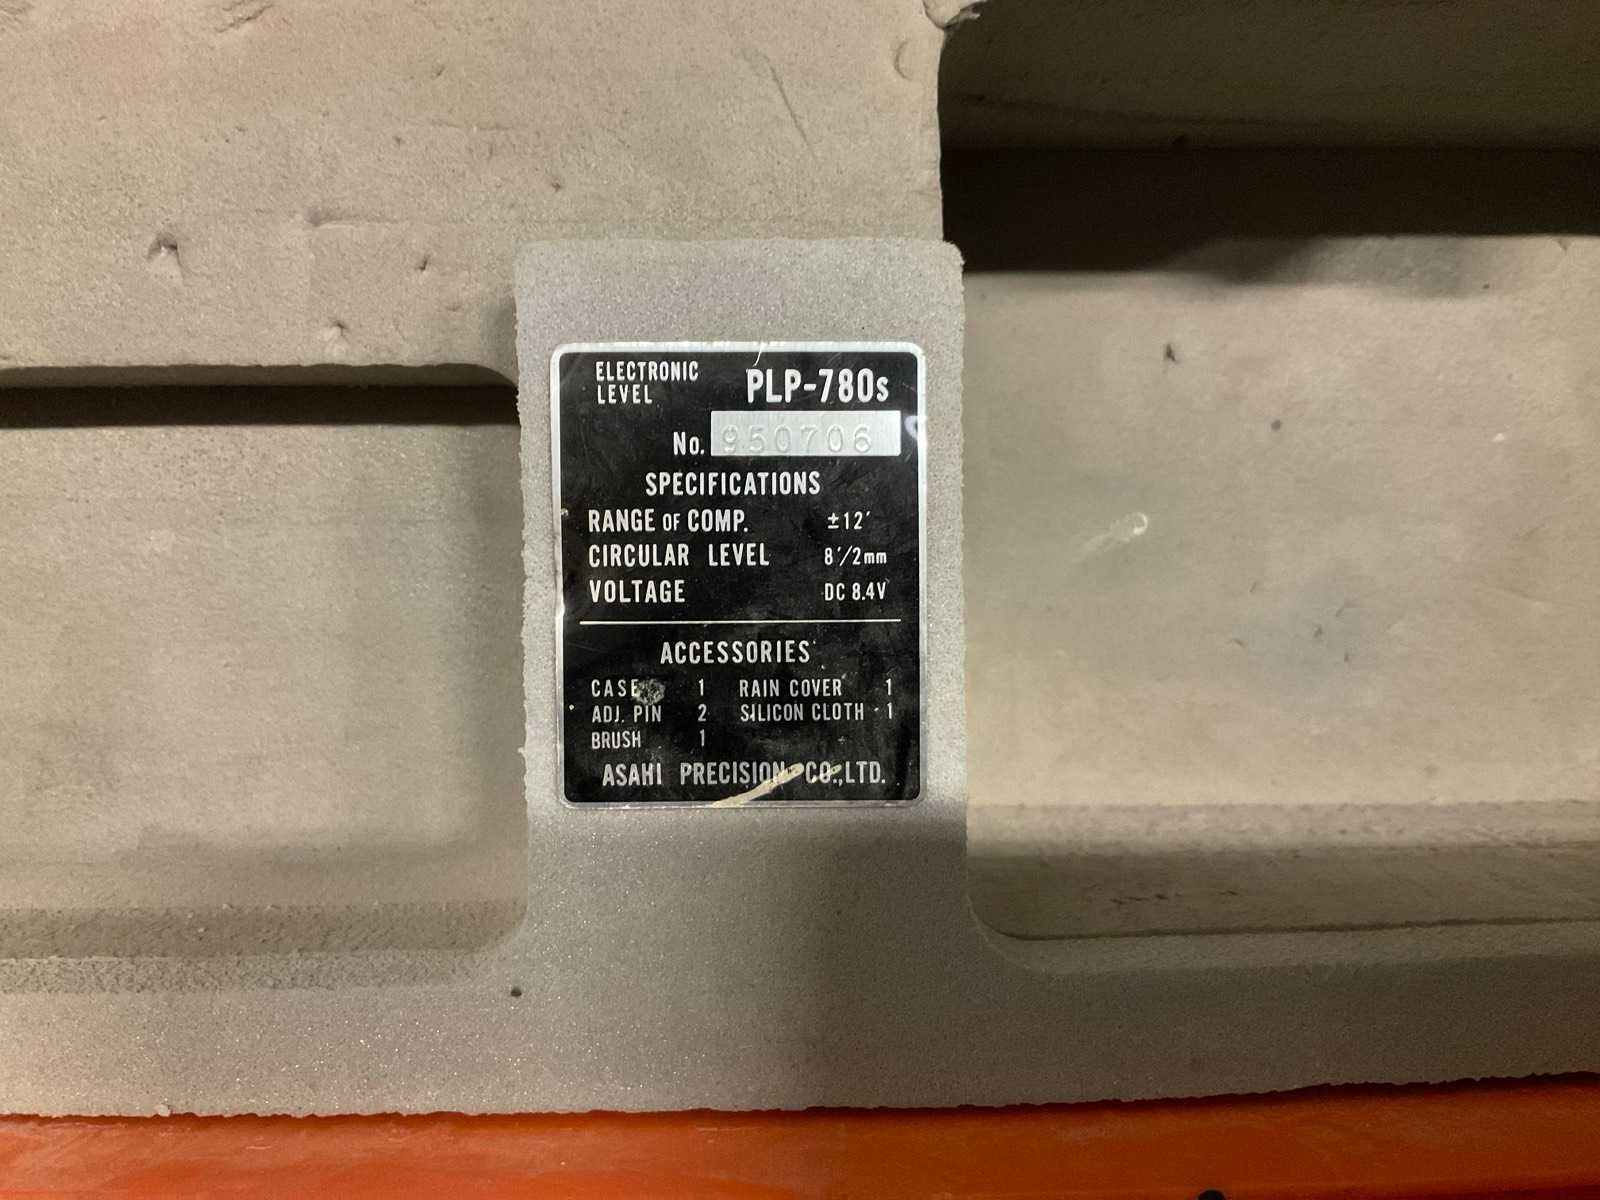 ELECTRONIC LEVEL PLP-780s
No. 950706
SPECIFICATIONS
RANGE OF COMP. ±12′
CIRCULAR LEVEL 8′/2mm
VOLTAGE DC 8.4V
ACCESSORIES
CASE 1 RAIN COVER 1
ADJ. PIN 2 SILICON CLOTH 1
BRUSH 1
ASAHI PRECISION CO.,LTD.